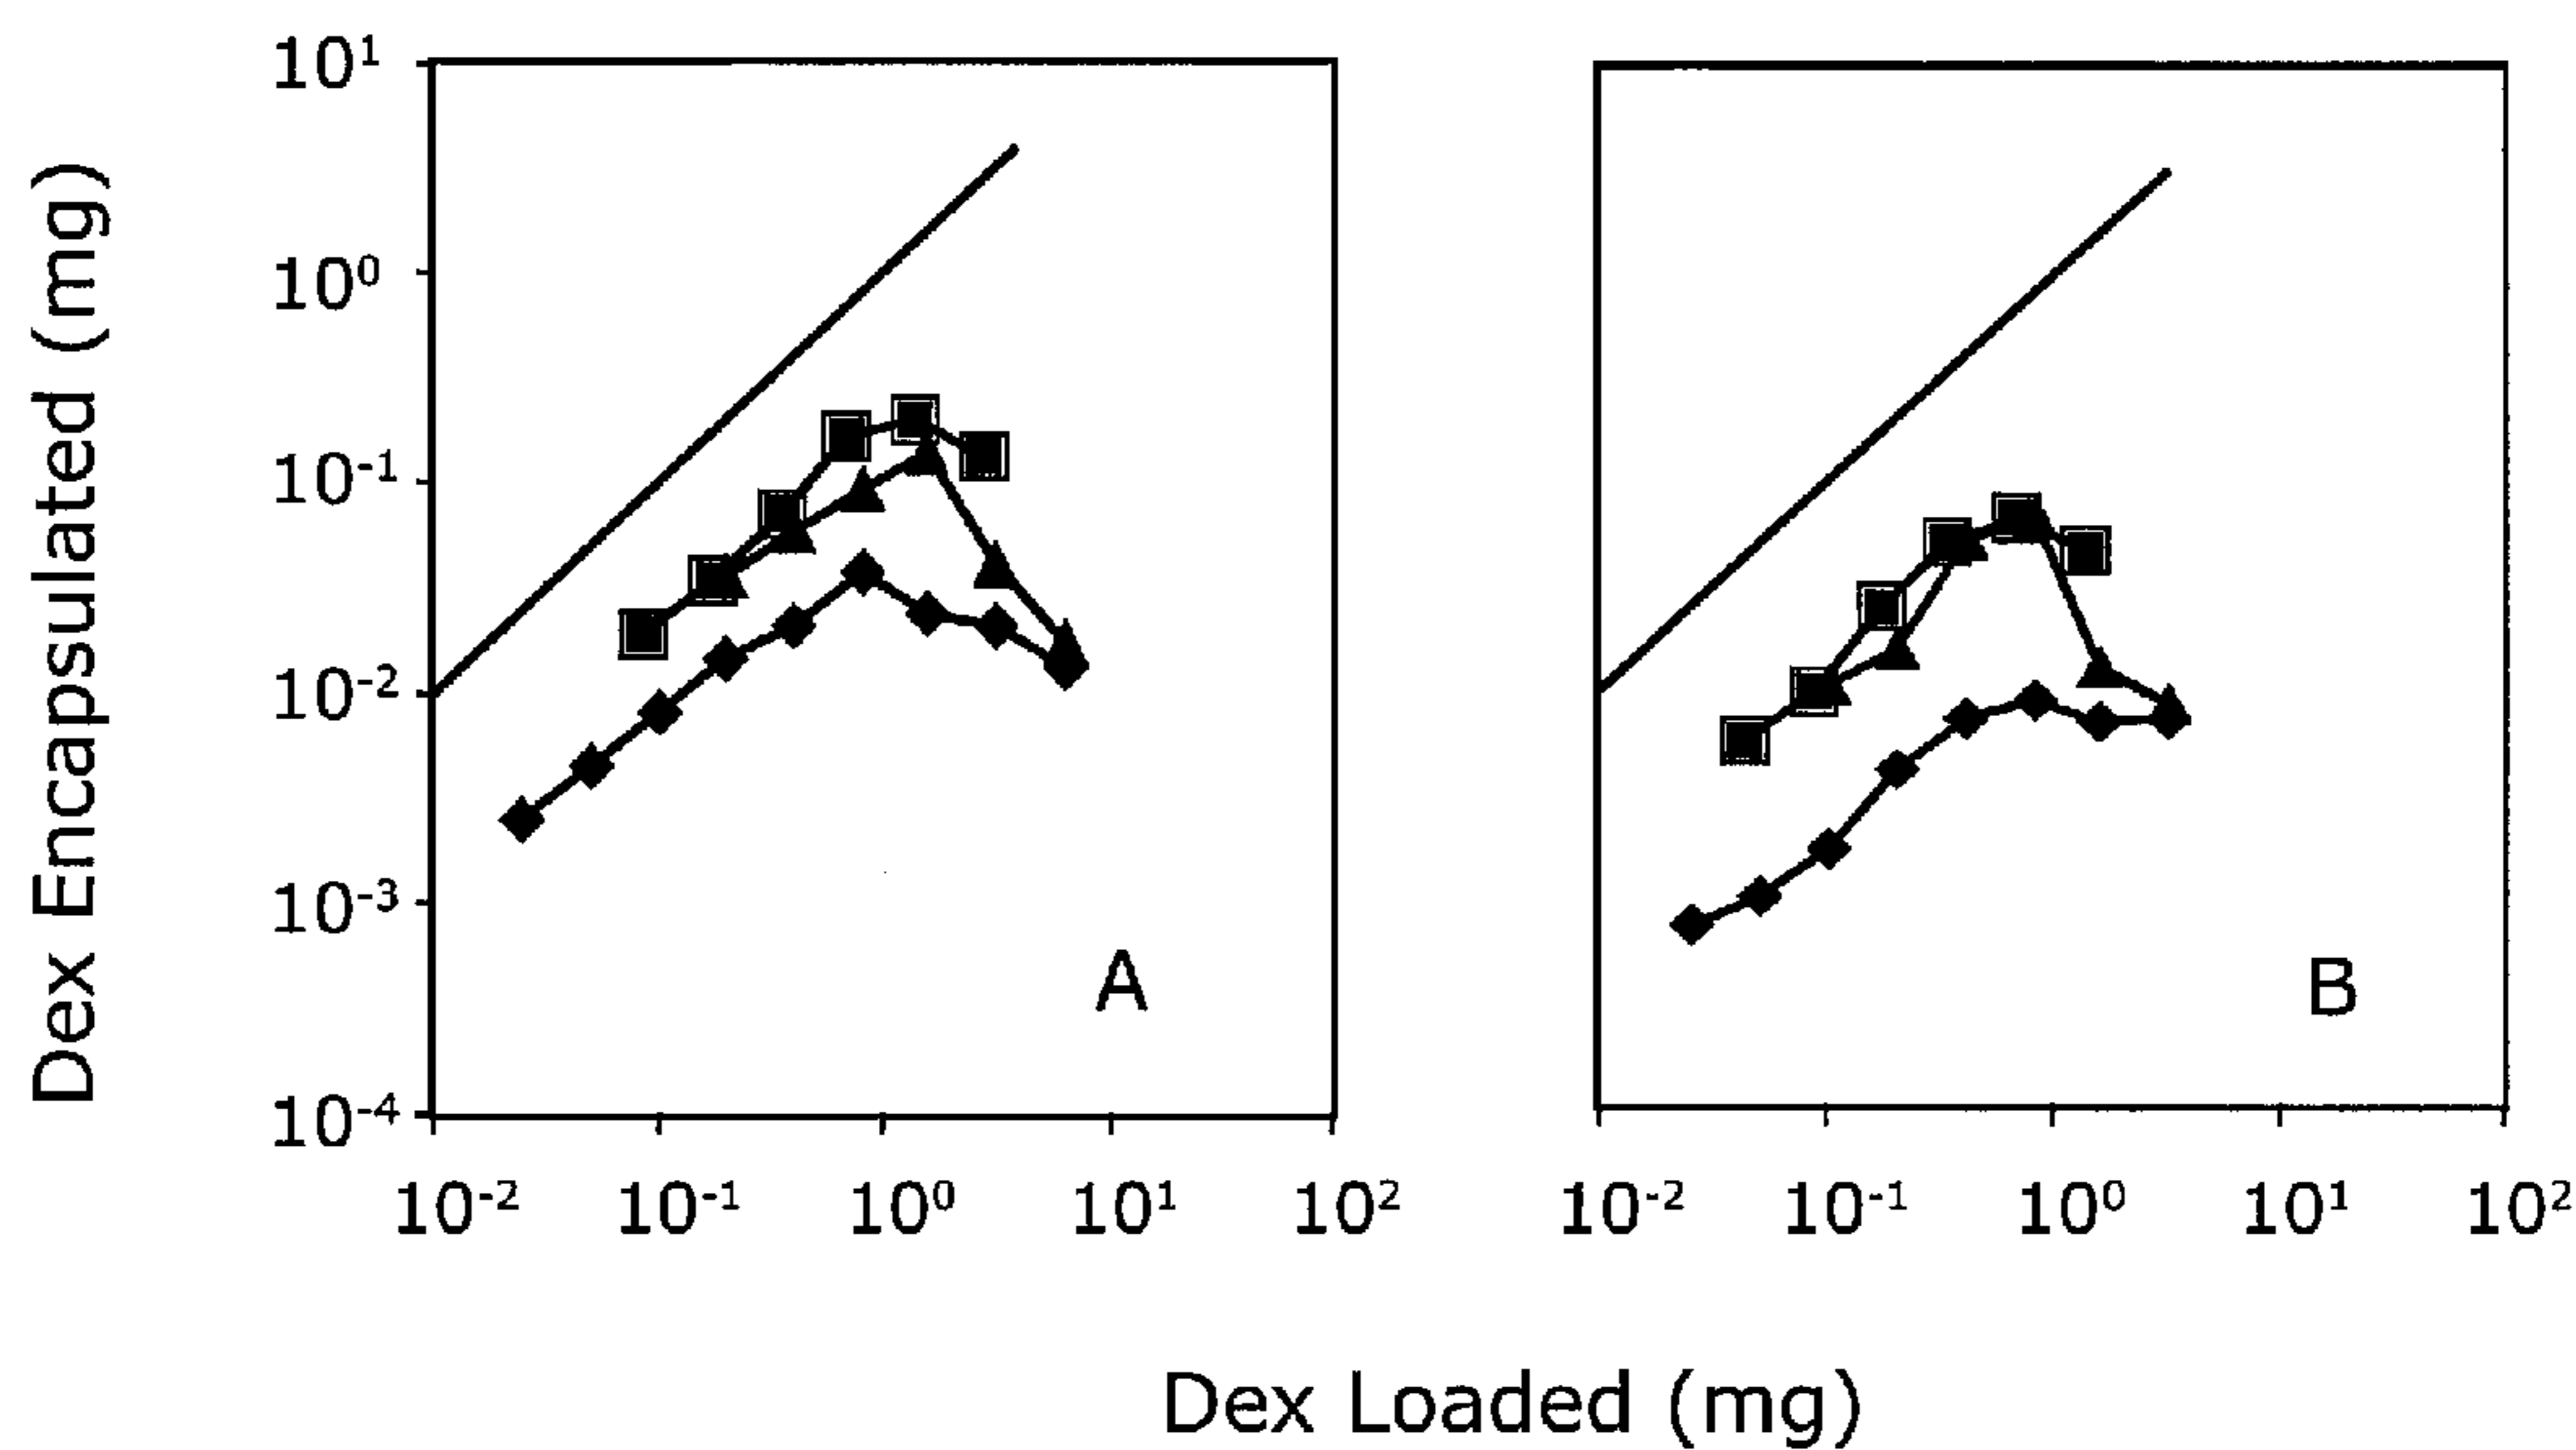 Dex Encapsulated (mg)
10¹
10⁰
10⁻¹
10⁻²
10⁻³
10⁻⁴
A
B
10⁻² 10⁻¹ 10⁰ 10¹ 10² 10⁻² 10⁻¹ 10⁰ 10¹ 10²
Dex Loaded (mg)